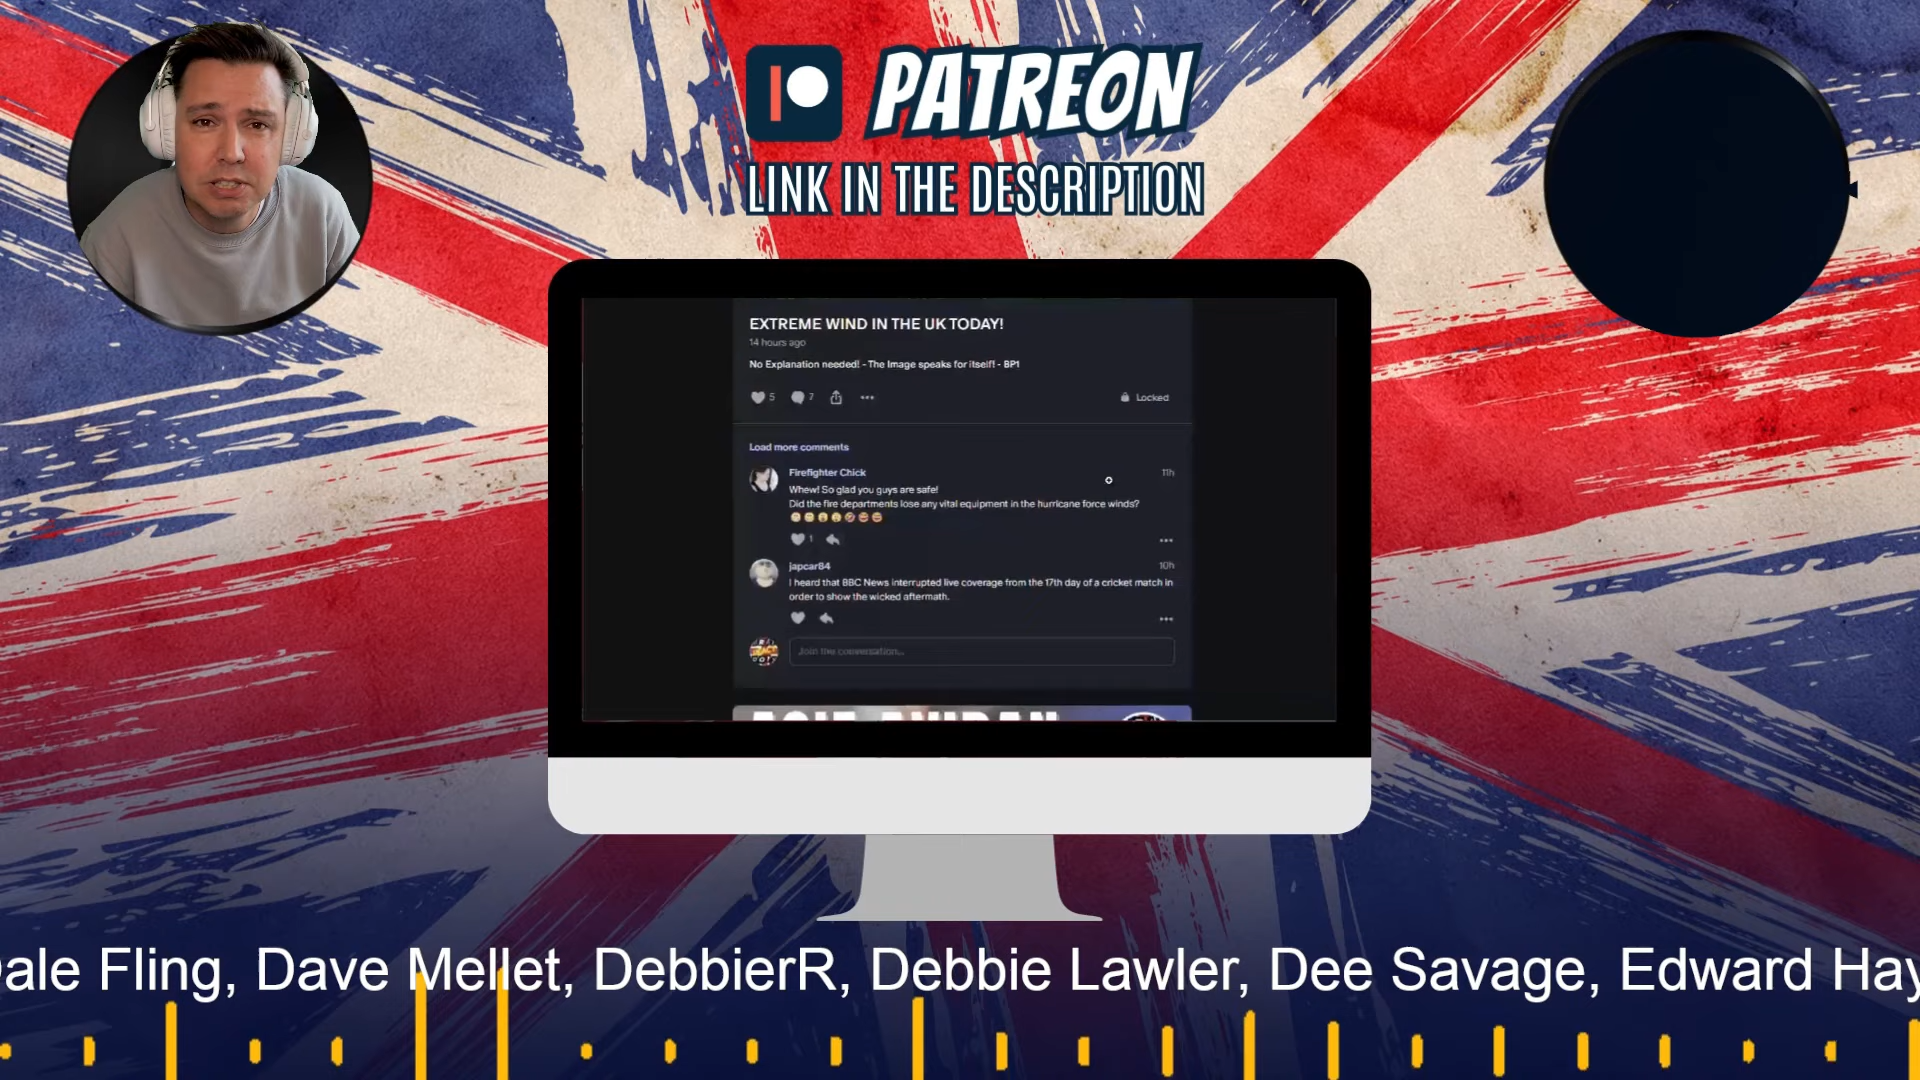 PATREON
LINK IN THE DESCRIPTION
EXTREME WIND IN THE UK TODAY!
14 hours ago
No Explanation needed! - The Image speaks for itself! - BP1
5 7 Locked
Load more comments
Firefighter Chick 11h
Whew! So glad you guys are safe!
Did the fire departments lose any vital equipment in the hurricane force winds?
1
japcar84 10h
I heard that BBC News interrupted live coverage from the 17th day of a cricket match in
order to show the wicked aftermath.
Join the conversation...
ale Fling, Dave Mellet, DebbierR, Debbie Lawler, Dee Savage, Edward Hay